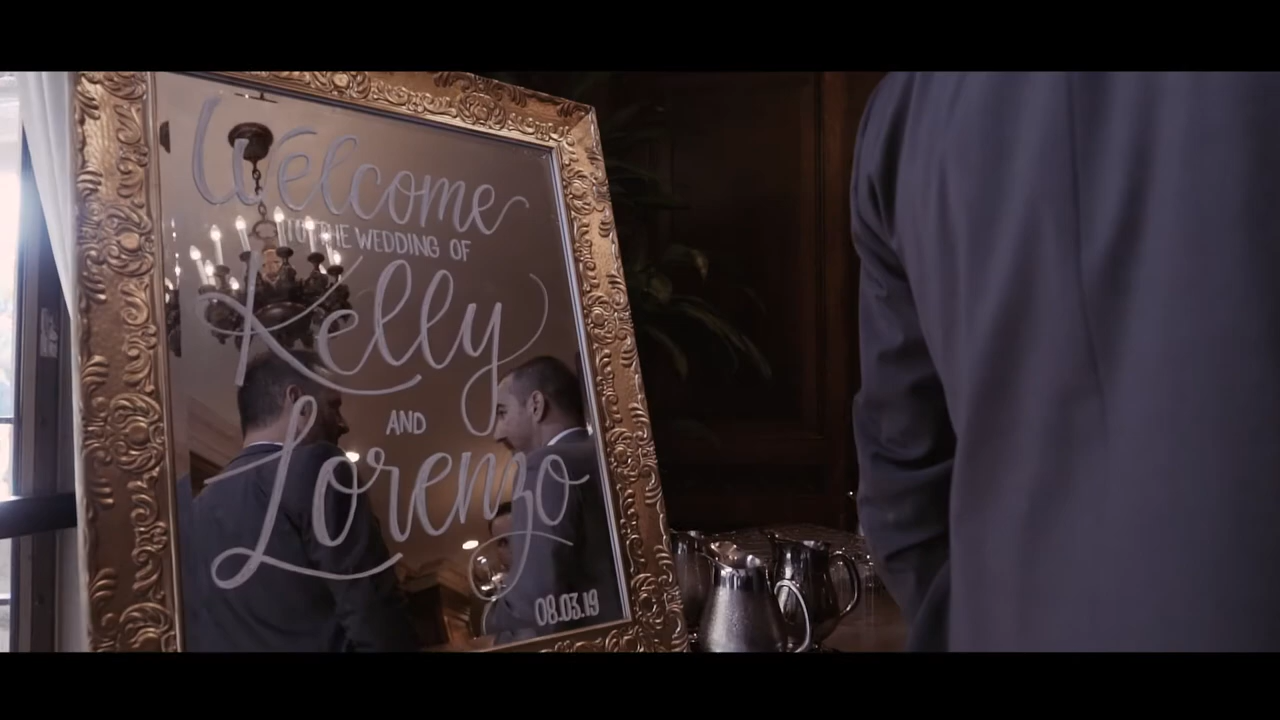 Welcome
TO THE WEDDING OF
Kelly
AND
Lorenzo
08.03.19